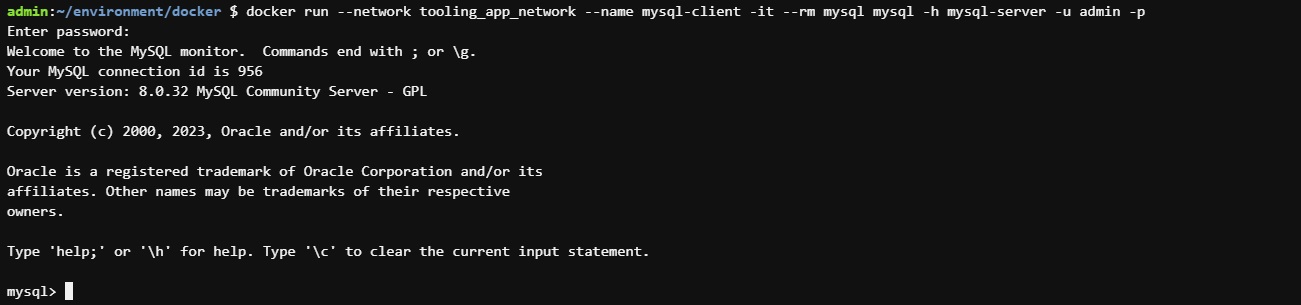 admin:~/environment/docker $ docker run --network tooling_app_network --name mysql-client -it --rm mysql mysql -h mysql-server -u admin -p
Enter password:
Welcome to the MySQL monitor.  Commands end with ; or \g.
Your MySQL connection id is 956
Server version: 8.0.32 MySQL Community Server - GPL

Copyright (c) 2000, 2023, Oracle and/or its affiliates.

Oracle is a registered trademark of Oracle Corporation and/or its
affiliates. Other names may be trademarks of their respective
owners.

Type 'help;' or '\h' for help. Type '\c' to clear the current input statement.

mysql>